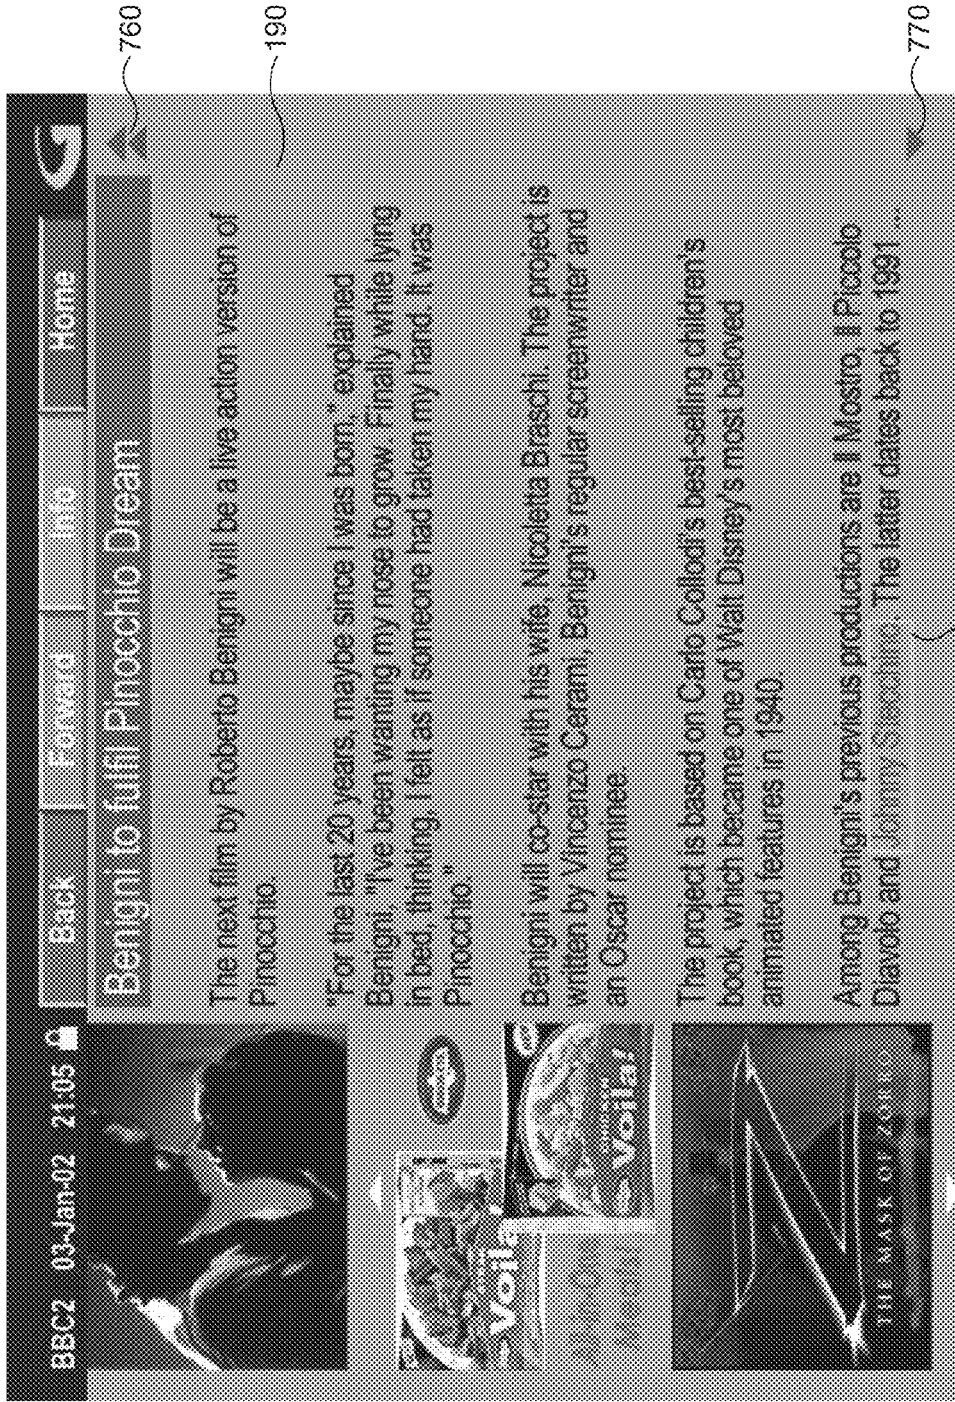 BBC2 03-Jan-02 21:05 Back Forward Info Home
Benigni to fulfill Pinocchio Dream
760
The next film by Roberto Benigni will be a live action version of
Pinocchio.
190
"For the last 20 years, maybe since I was born," explained
Benigni, "I've been wanting my nose to grow. Finally while lying
in bed, thinking, I felt as if someone had taken my hand. It was
Pinocchio."
Benigni will co-star with his wife, Nicoletta Braschi. The project is
written by Vincenzo Cerami, Benigni's regular screenwriter and
an Oscar nominee.
The project is based on Carlo Collodi's best-selling children's
book, which became one of Walt Disney's most beloved
animated features in 1940.
Among Benigni's previous productions are Il Mostro, Il Piccolo
Diavolo and Johnny Stecchino. The latter dates back to 1991 ...
770
Voila!
Voila!
THE MASK OF ZORRO